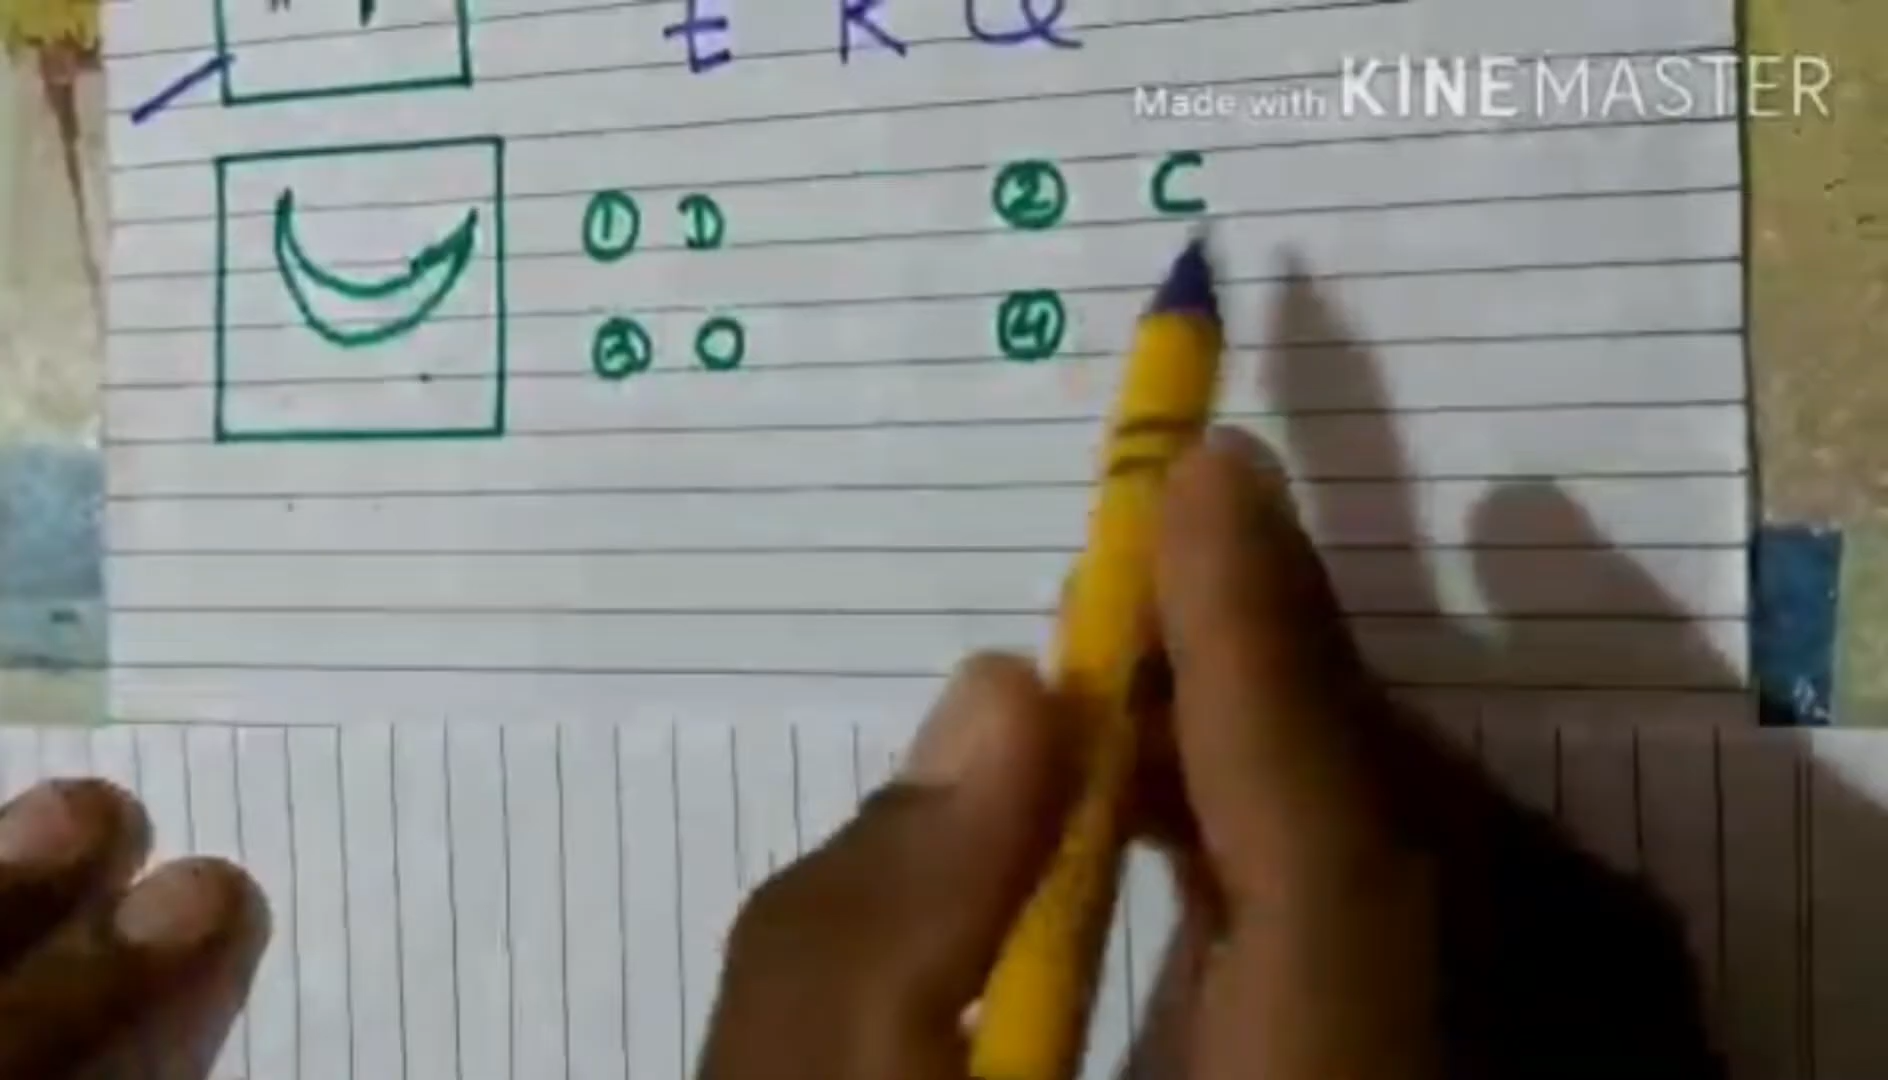 t R Q
Made with KINEMASTER
① D ② C
③ O ④